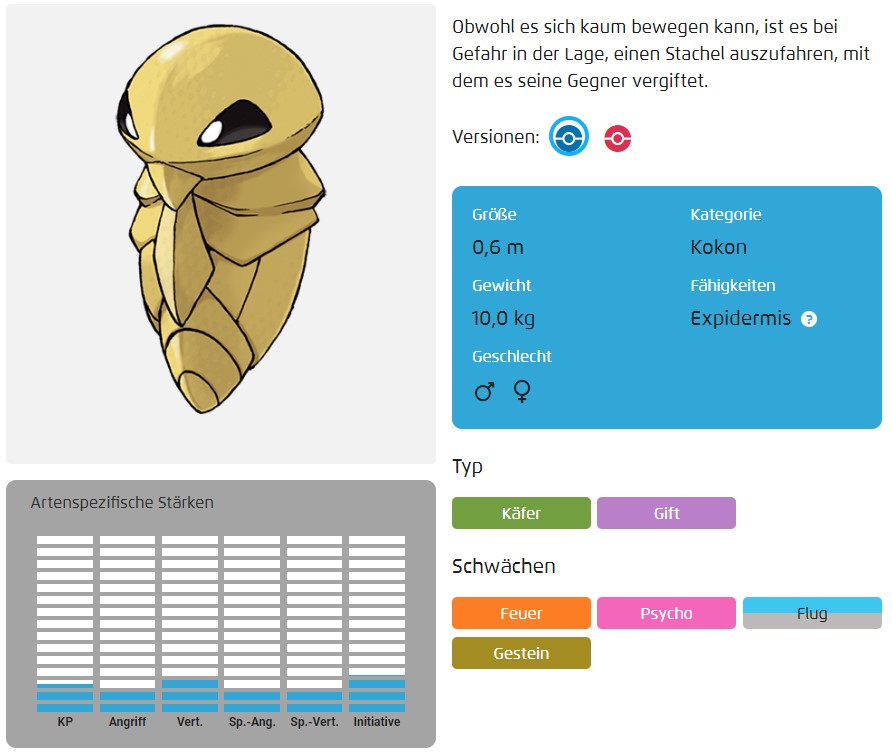 Obwohl es sich kaum bewegen kann, ist es bei
Gefahr in der Lage, einen Stachel auszufahren, mit
dem es seine Gegner vergiftet.
Versionen:
Größe
Kategorie
0,6 m
Kokon
Gewicht
Fähigkeiten
10,0 kg
Expidermis ?
Geschlecht
Typ
Käfer
Gift
Schwächen
Feuer
Psycho
Flug
Gestein
Artenspezifische Stärken
KP
Angriff
Vert.
Sp.-Ang.
Sp.-Vert.
Initiative